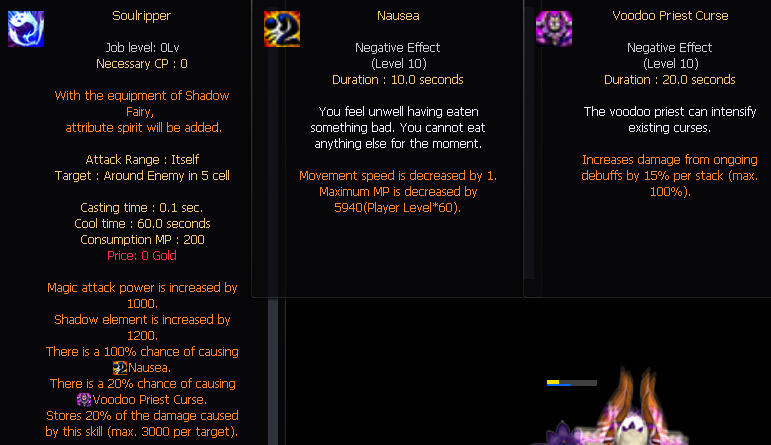 Soulripper
Job level: 0Lv
Necessary CP : 0
With the equipment of Shadow
Fairy,
attribute spirit will be added.
Attack Range : Itself
Target : Around Enemy in 5 cell
Casting time : 0.1 sec.
Cool time : 60.0 seconds
Consumption MP : 200
Price: 0 Gold
Magic attack power is increased by
1000.
Shadow element is increased by
1200.
There is a 100% chance of causing
Nausea.
There is a 20% chance of causing
Voodoo Priest Curse.
Stores 20% of the damage caused
by this skill (max. 3000 per target).
Nausea
Negative Effect
(Level 10)
Duration : 10.0 seconds
You feel unwell having eaten
something bad. You cannot eat
anything else for the moment.
Movement speed is decreased by 1.
Maximum MP is decreased by
5940(Player Level*60).
Voodoo Priest Curse
Negative Effect
(Level 10)
Duration : 20.0 seconds
The voodoo priest can intensify
existing curses.
Increases damage from ongoing
debuffs by 15% per stack (max.
100%).